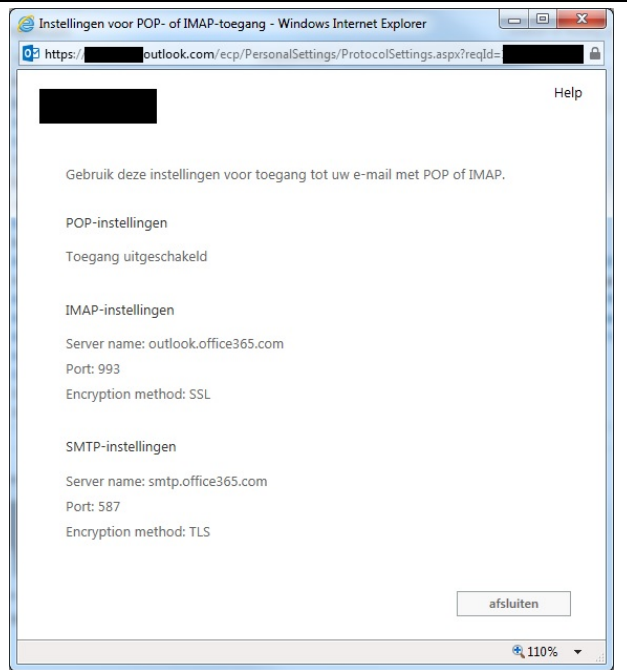 Instellingen voor POP- of IMAP-toegang - Windows Internet Explorer
https://outlook.com/ecp/PersonalSettings/ProtocolSettings.aspx?reqId=
Help
Gebruik deze instellingen voor toegang tot uw e-mail met POP of IMAP.
POP-instellingen
Toegang uitgeschakeld
IMAP-instellingen
Server name: outlook.office365.com
Port: 993
Encryption method: SSL
SMTP-instellingen
Server name: smtp.office365.com
Port: 587
Encryption method: TLS
afsluiten
110%